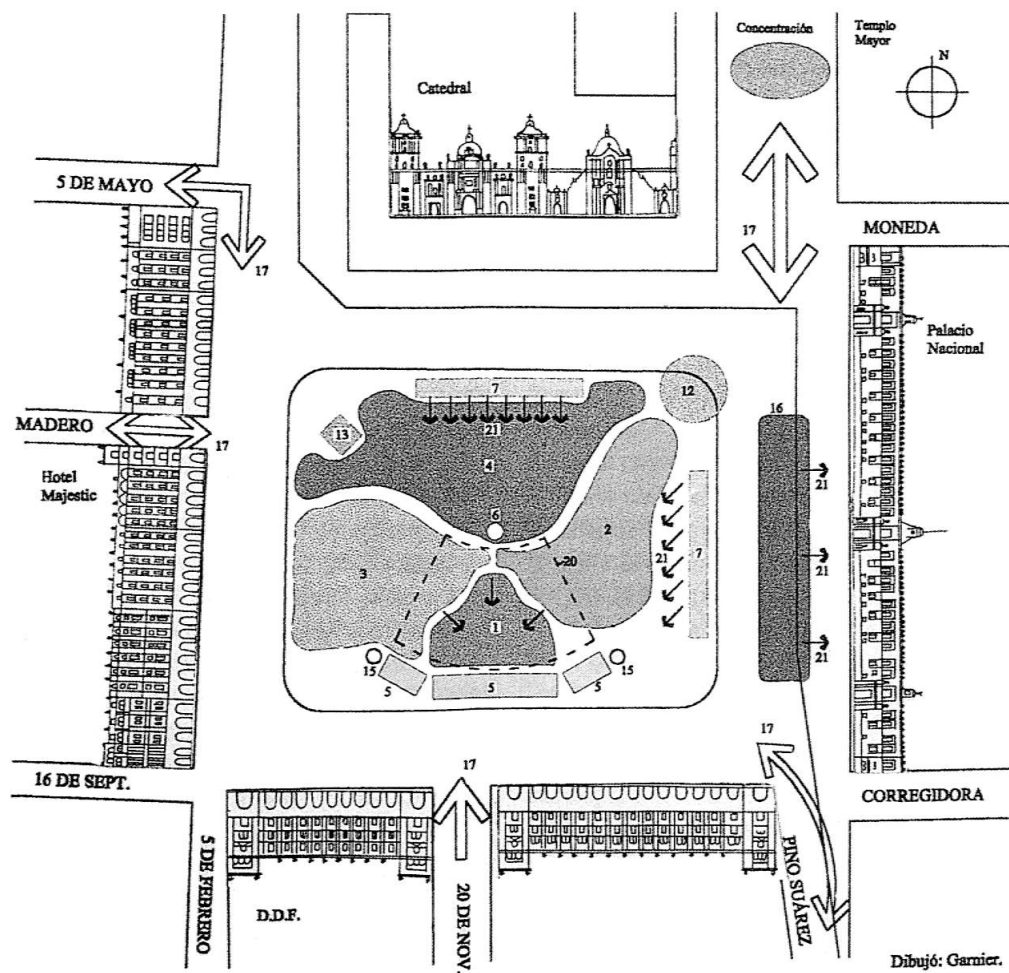 Concentración
Templo
Mayor
N
Catedral
5 DE MAYO
17
17
MONEDA
Palacio
Nacional
7
12
MADERO
17
13
21
16
Hotel
Majestic
4
21
6
2
21
7
20
3
21
1
21
15
5
5
5
15
17
17
16 DE SEPT.
CORREGIDORA
5 DE FEBRERO
D.D.F.
20 DE NOV.
PINO SUÁREZ
Dibujó: Garnier.